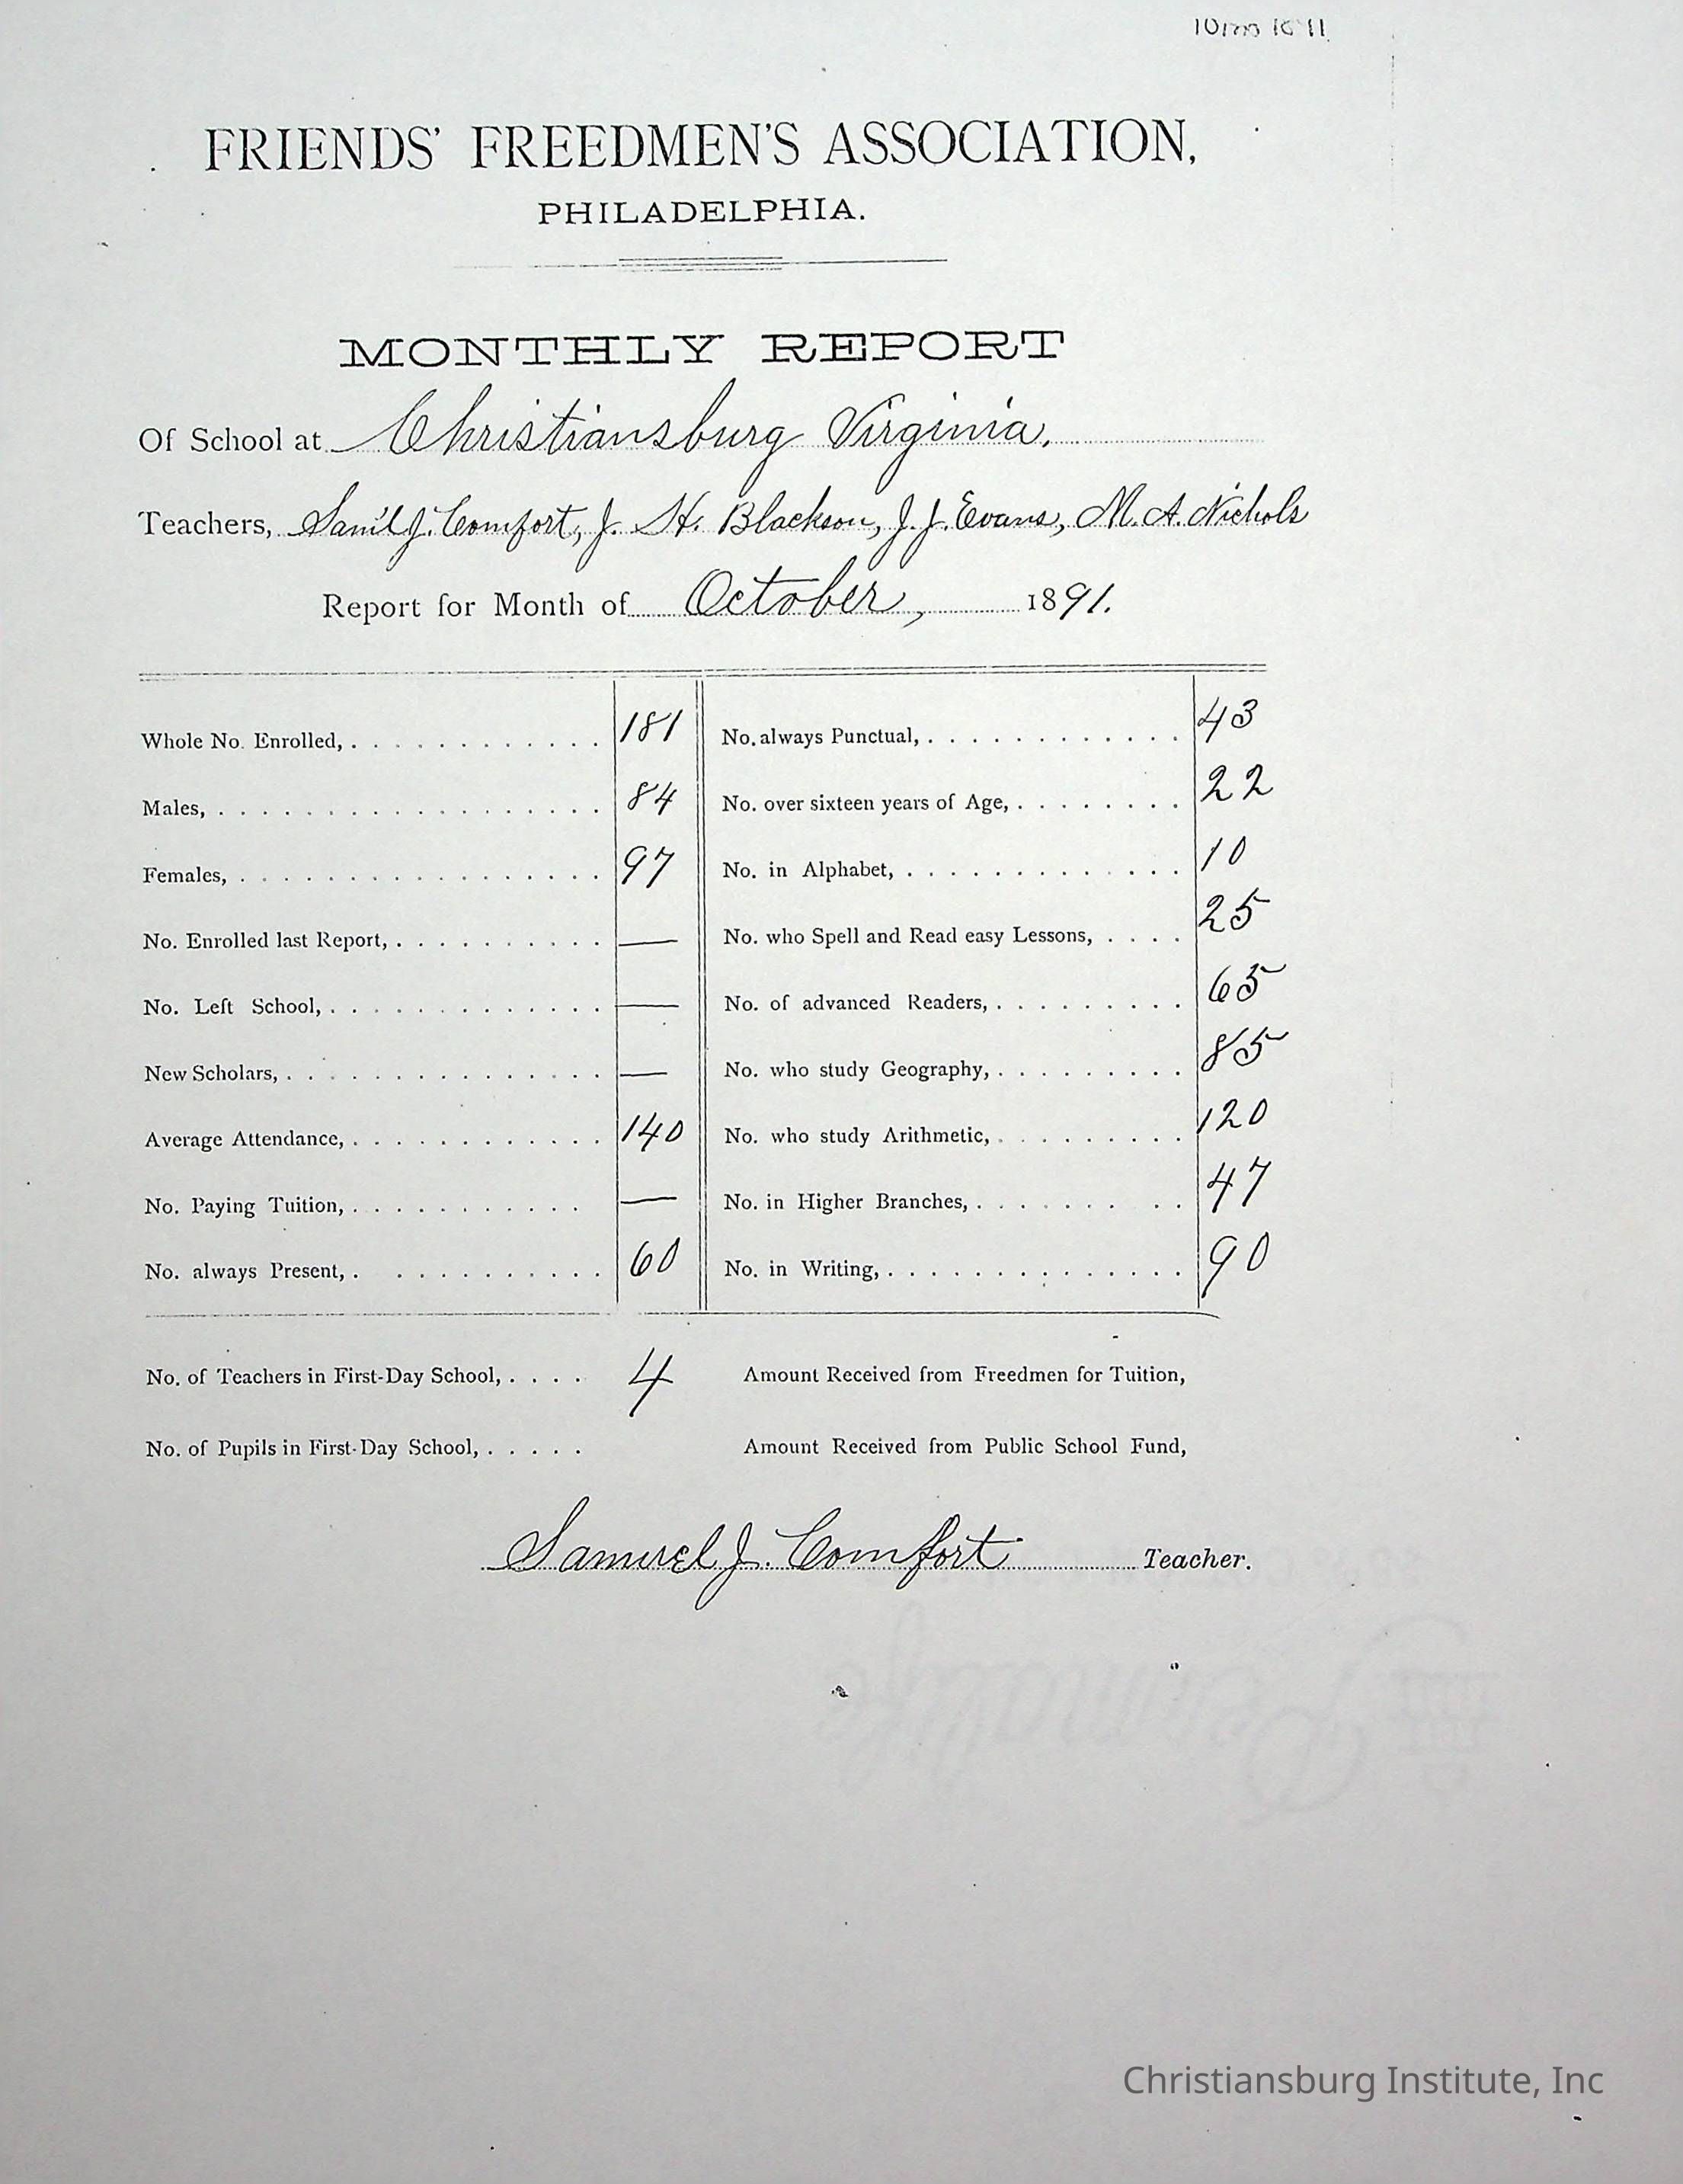 FRIENDS' FREEDMEN'S ASSOCIATION,
PHILADELPHIA.
MONTHLY REPORT
Of School at Christiansburg Virginia.
Teachers, Sam'l J. Comfort, J. H. Blackson, J. J. Evans, M. A. Nichols
Report for Month of October, 1891.
Whole No. Enrolled, 181 No. always Punctual, 43
Males, 84 No. over sixteen years of Age, 22
Females, 97 No. in Alphabet, 10
No. Enrolled last Report, — No. who Spell and Read easy Lessons, 25
No. Left School, — No. of advanced Readers, 65
New Scholars, — No. who study Geography, 85
Average Attendance, 140 No. who study Arithmetic, 120
No. Paying Tuition, — No. in Higher Branches, 47
No. always Present, 60 No. in Writing, 90
No. of Teachers in First-Day School, 4 Amount Received from Freedmen for Tuition,
No. of Pupils in First-Day School, Amount Received from Public School Fund,
Samuel J. Comfort Teacher.
Christiansburg Institute, Inc